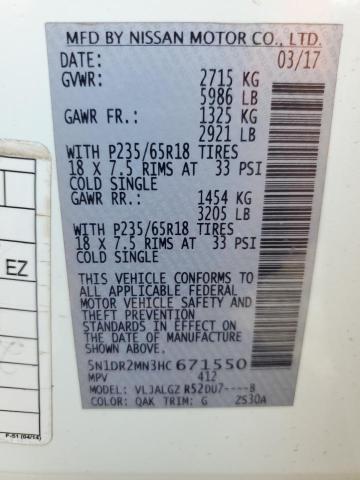 MFD BY NISSAN MOTOR CO., LTD.
DATE: 03/17
GVWR: 2715 KG
5986 LB
GAWR FR.: 1325 KG
2921 LB
WITH P235/65R18 TIRES
18 X 7.5 RIMS AT 33 PSI
COLD SINGLE
GAWR RR.: 1454 KG
3205 LB
WITH P235/65R18 TIRES
18 X 7.5 RIMS AT 33 PSI
COLD SINGLE
THIS VEHICLE CONFORMS TO
ALL APPLICABLE FEDERAL
MOTOR VEHICLE SAFETY AND
THEFT PREVENTION
STANDARDS IN EFFECT ON
THE DATE OF MANUFACTURE
SHOWN ABOVE.
5N1DR2MN3HC671550
MPV 412
MODEL: VLJALGZ R52DU7----B
COLOR: QAK TRIM: G 2S30A
EZ
F-51 (04/14)